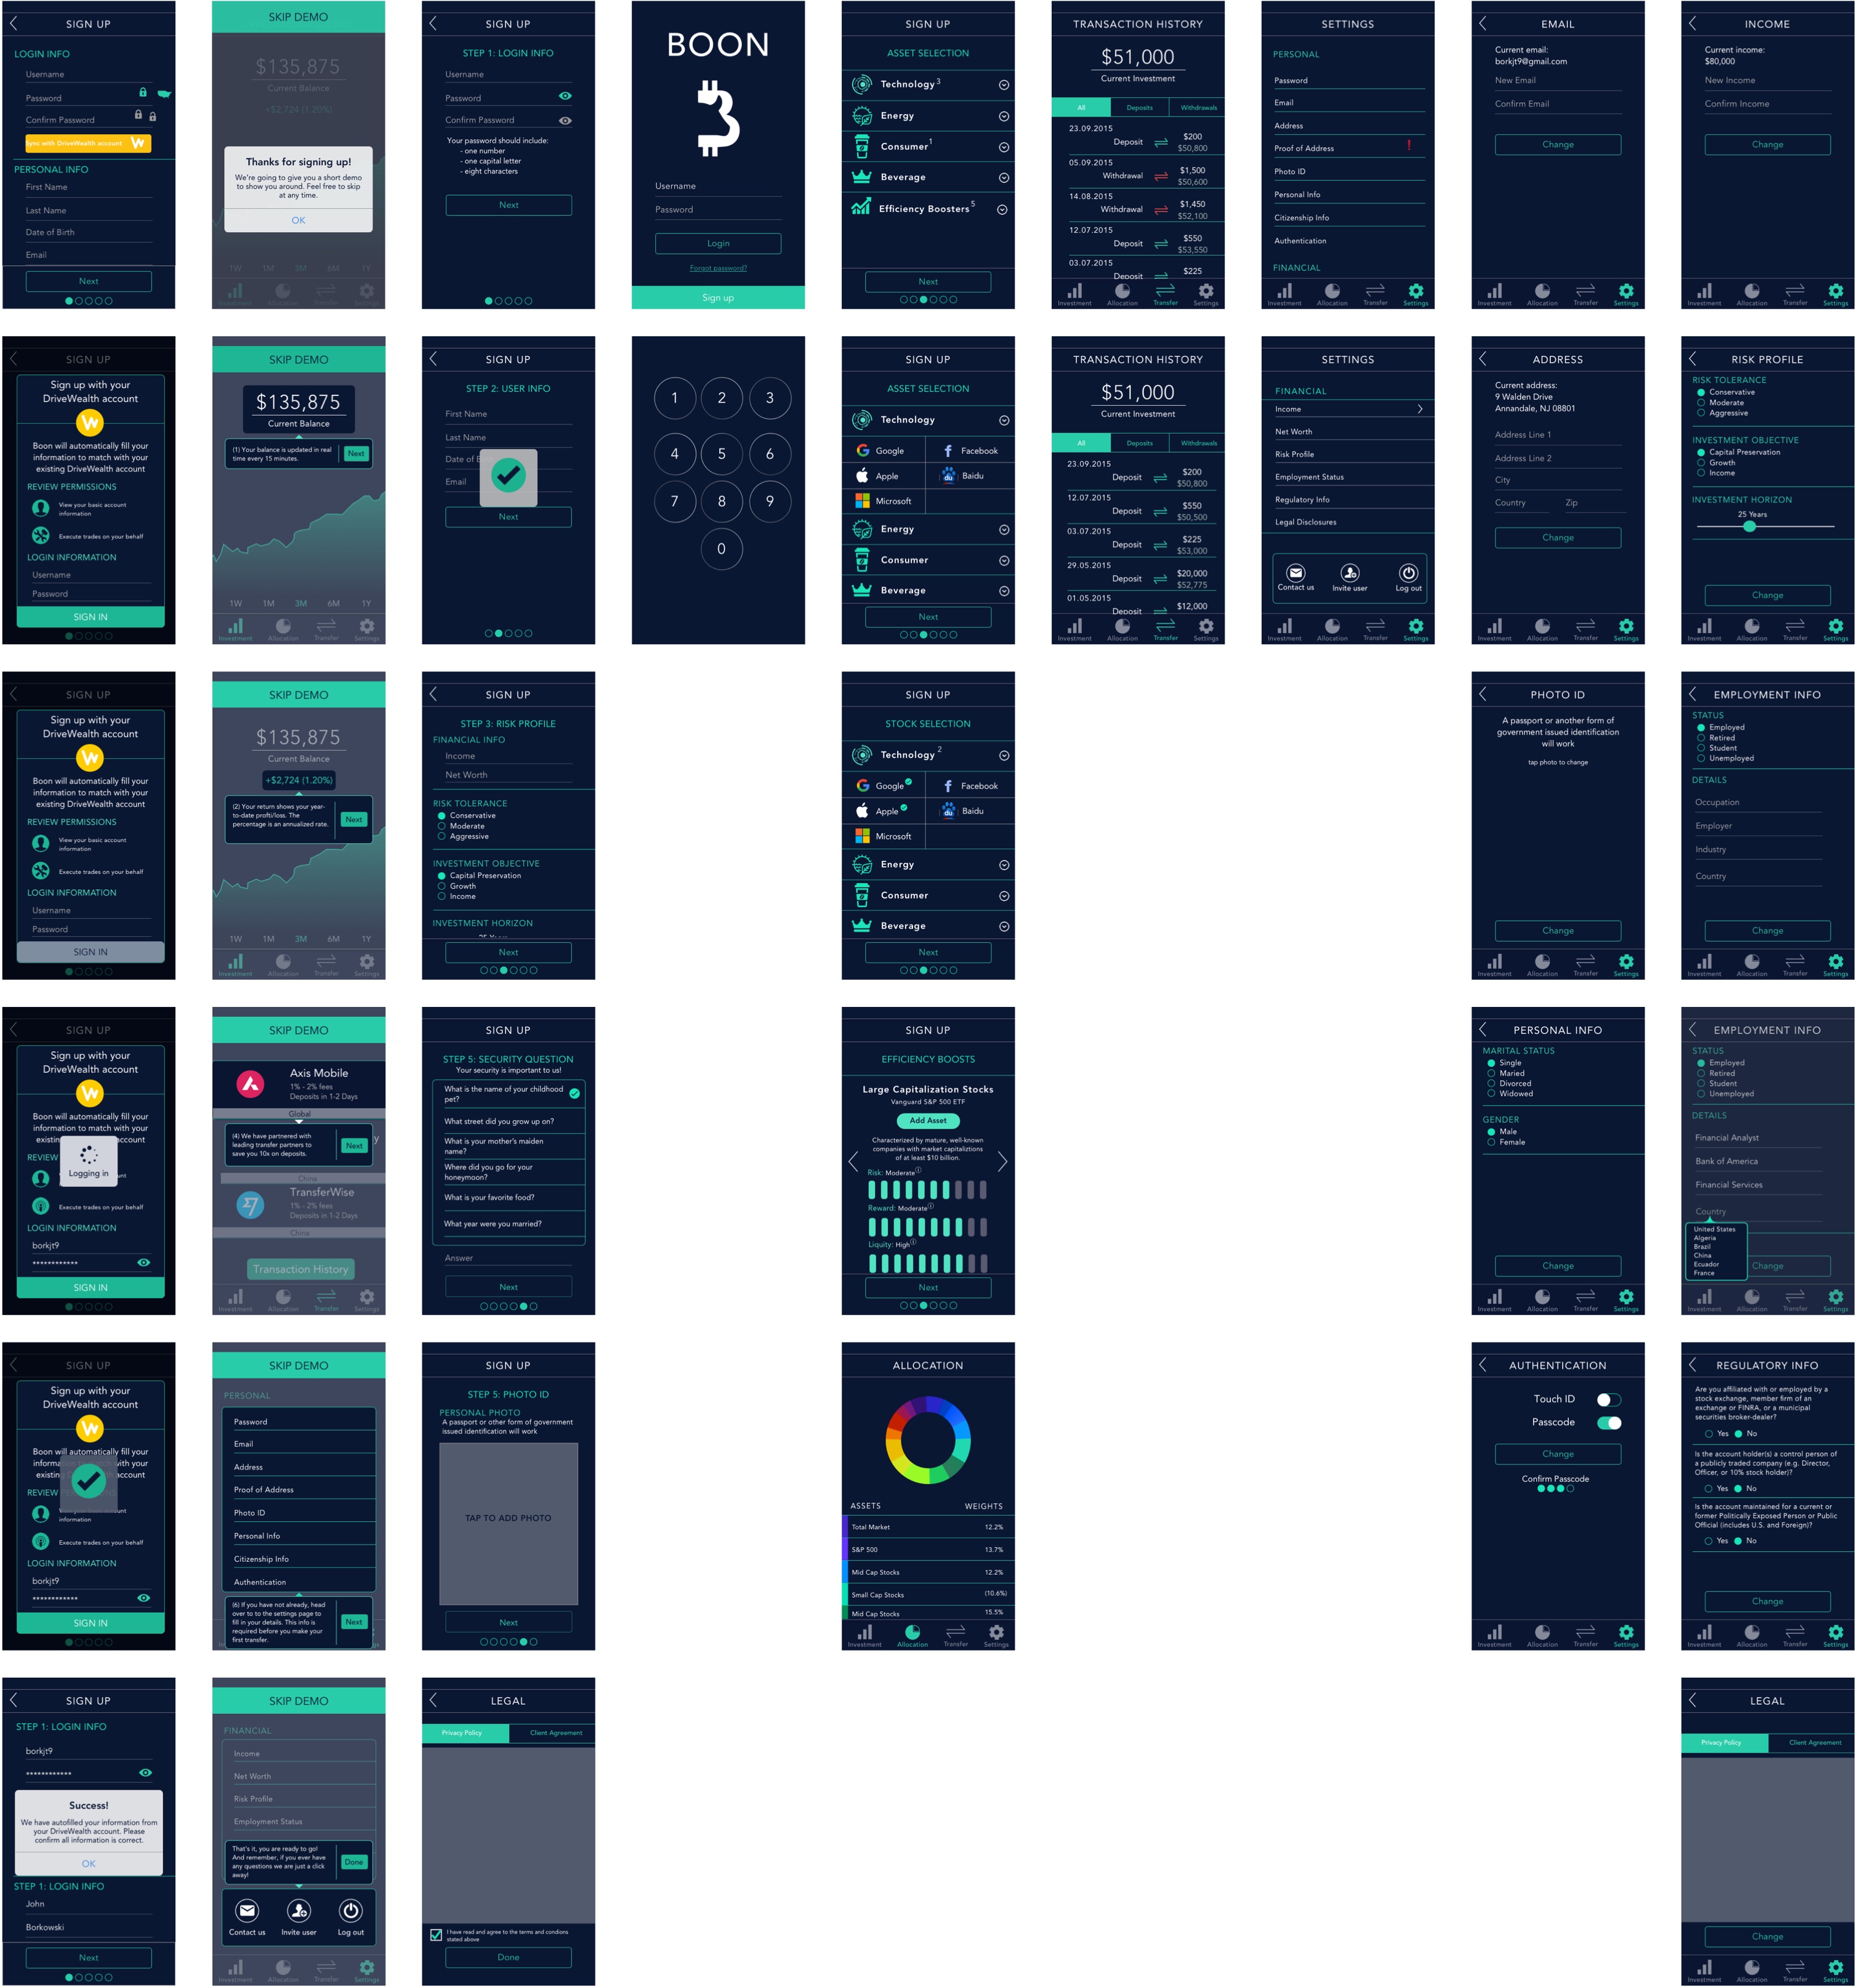 SIGN UP
LOGIN INFO
Username
Password
Confirm Password
Sync with DriveWealth account
PERSONAL INFO
First Name
Last Name
Date of Birth
Email
Next
SKIP DEMO
$135,875
Current Balance
+$2,724 (1.20%)
Thanks for signing up!
We're going to give you a short demo
to show you around. Feel free to skip
at any time.
OK
1W 1M 3M 6M 1Y
Investment Allocation Transfer Settings
SIGN UP
STEP 1: LOGIN INFO
Username
Password
Confirm Password
Your password should include:
- one number
- one capital letter
- eight characters
Next
BOON
Username
Password
Login
Forgot password?
Sign up
SIGN UP
ASSET SELECTION
Technology 3
Energy
Consumer 1
Beverage
Efficiency Boosters 5
Next
TRANSACTION HISTORY
$51,000
Current Investment
All Deposits Withdrawals
23.09.2015
Deposit $200
$50,800
05.09.2015
Withdrawal $1,500
$50,600
14.08.2015
Withdrawal $1,450
$52,100
12.07.2015
Deposit $550
$53,550
03.07.2015
Deposit $225
Investment Allocation Transfer Settings
SETTINGS
PERSONAL
Password
Email
Address
Proof of Address !
Photo ID
Personal Info
Citizenship Info
Authentication
FINANCIAL
Investment Allocation Transfer Settings
EMAIL
Current email:
borkjt9@gmail.com
New Email
Confirm Email
Change
Investment Allocation Transfer Settings
INCOME
Current income:
$80,000
New Income
Confirm Income
Change
Investment Allocation Transfer Settings
SIGN UP
Sign up with your
DriveWealth account
Boon will automatically fill your
information to match with your
existing DriveWealth account
REVIEW PERMISSIONS
View your basic account
information
Execute trades on your behalf
LOGIN INFORMATION
Username
Password
SIGN IN
SKIP DEMO
$135,875
Current Balance
(1) Your balance is updated in real
time every 15 minutes.
Next
1W 1M 3M 6M 1Y
Investment Allocation Transfer Settings
SIGN UP
STEP 2: USER INFO
First Name
Last Name
Date of B
Email
Next
1 2 3
4 5 6
7 8 9
0
SIGN UP
ASSET SELECTION
Technology
Google Facebook
Apple Baidu
Microsoft
Energy
Consumer
Beverage
Next
TRANSACTION HISTORY
$51,000
Current Investment
All Deposits Withdrawals
23.09.2015
Deposit $200
$50,800
12.07.2015
Deposit $550
$50,500
03.07.2015
Deposit $225
$53,000
29.05.2015
Deposit $20,000
$52,775
01.05.2015
Deposit $12,000
Investment Allocation Transfer Settings
SETTINGS
FINANCIAL
Income
Net Worth
Risk Profile
Employment Status
Regulatory Info
Legal Disclosures
Contact us Invite user Log out
Investment Allocation Transfer Settings
ADDRESS
Current address:
9 Walden Drive
Annandale, NJ 08801
Address Line 1
Address Line 2
City
Country Zip
Change
Investment Allocation Transfer Settings
RISK PROFILE
RISK TOLERANCE
Conservative
Moderate
Aggressive
INVESTMENT OBJECTIVE
Capital Preservation
Growth
Income
INVESTMENT HORIZON
25 Years
Change
Investment Allocation Transfer Settings
SIGN UP
Sign up with your
DriveWealth account
Boon will automatically fill your
information to match with your
existing DriveWealth account
REVIEW PERMISSIONS
View your basic account
information
Execute trades on your behalf
LOGIN INFORMATION
Username
Password
SIGN IN
SKIP DEMO
$135,875
Current Balance
+$2,724 (1.20%)
(2) Your return shows your year-
to-date profti/loss. The
percentage is an annualized rate.
Next
1W 1M 3M 6M 1Y
Investment Allocation Transfer Settings
SIGN UP
STEP 3: RISK PROFILE
FINANCIAL INFO
Income
Net Worth
RISK TOLERANCE
Conservative
Moderate
Aggressive
INVESTMENT OBJECTIVE
Capital Preservation
Growth
Income
INVESTMENT HORIZON
Next
SIGN UP
STOCK SELECTION
Technology 2
Google Facebook
Apple Baidu
Microsoft
Energy
Consumer
Beverage
Next
PHOTO ID
A passport or another form of
government issued identification
will work
tap photo to change
Change
Investment Allocation Transfer Settings
EMPLOYMENT INFO
STATUS
Employed
Retired
Student
Unemployed
DETAILS
Occupation
Employer
Industry
Country
Change
Investment Allocation Transfer Settings
SIGN UP
Sign up with your
DriveWealth account
Boon will automatically fill your
information to match with your
existin account
REVIEW
Logging in
unt
Execute trades on your behalf
LOGIN INFORMATION
borkjt9
************
SIGN IN
SKIP DEMO
Axis Mobile
1% - 2% fees
Deposits in 1-2 Days
Global
(4) We have partnered with
leading transfer partners to
save you 10x on deposits.
Next
y
China
TransferWise
1% - 2% fees
Deposits in 1-2 Days
China
Transaction History
Investment Allocation Transfer Settings
SIGN UP
STEP 5: SECURITY QUESTION
Your security is important to us!
What is the name of your childhood
pet?
What street did you grow up on?
What is your mother's maiden
name?
Where did you go for your
honeymoon?
What is your favorite food?
What year were you married?
Answer
Next
SIGN UP
EFFICIENCY BOOSTS
Large Capitalization Stocks
Vanguard S&P 500 ETF
Add Asset
Characterized by mature, well-known
companies with market capitaliztions
of at least $10 billion.
Risk: Moderate
Reward: Moderate
Liquity: High
Next
PERSONAL INFO
MARITAL STATUS
Single
Maried
Divorced
Widowed
GENDER
Male
Female
Change
Investment Allocation Transfer Settings
EMPLOYMENT INFO
STATUS
Employed
Retired
Student
Unemployed
DETAILS
Financial Analyst
Bank of America
Financial Services
Country
United States
Algeria
Brazil
China
Ecuador
France
Change
Investment Allocation Transfer Settings
SIGN UP
Sign up with your
DriveWealth account
Boon will automatically fill your
informa with your
existing account
REVIEW
information
Execute trades on your behalf
LOGIN INFORMATION
borkjt9
************
SIGN IN
SKIP DEMO
PERSONAL
Password
Email
Address
Proof of Address
Photo ID
Personal Info
Citizenship Info
Authentication
(6) If you have not already, head
over to to the settings page to
fill in your details. This info is
required before you make your
first transfer.
Next
SIGN UP
STEP 5: PHOTO ID
PERSONAL PHOTO
A passport or other form of government
issued identification will work
TAP TO ADD PHOTO
Next
ALLOCATION
ASSETS WEIGHTS
Total Market 12.2%
S&P 500 13.7%
Mid Cap Stocks 12.2%
Small Cap Stocks (10.6%)
Mid Cap Stocks 15.5%
Investment Allocation Transfer Settings
AUTHENTICATION
Touch ID
Passcode
Change
Confirm Passcode
Investment Allocation Transfer Settings
REGULATORY INFO
Are you affiliated with or employed by a
stock exchange, member firm of an
exchange or FINRA, or a municipal
securities broker-dealer?
Yes No
Is the account holder(s) a control person of
a publicly traded company (e.g. Director,
Officer, or 10% stock holder)?
Yes No
Is the account maintained for a current or
former Politically Exposed Person or Public
Official (includes U.S. and Foreign)?
Yes No
Change
Investment Allocation Transfer Settings
SIGN UP
STEP 1: LOGIN INFO
borkjt9
************
Success!
We have autofilled your information from
your DriveWealth account. Please
confirm all information is correct.
OK
STEP 1: LOGIN INFO
John
Borkowski
Next
SKIP DEMO
FINANCIAL
Income
Net Worth
Risk Profile
Employment Status
That's it, you are ready to go!
And remember, if you ever have
any questions we are just a click
away!
Done
Contact us Invite user Log out
Investment Allocation Transfer Settings
LEGAL
Privacy Policy Client Agreement
I have read and agree to the terms and condions
stated above
Done
LEGAL
Privacy Policy Client Agreement
Change
Investment Allocation Transfer Settings